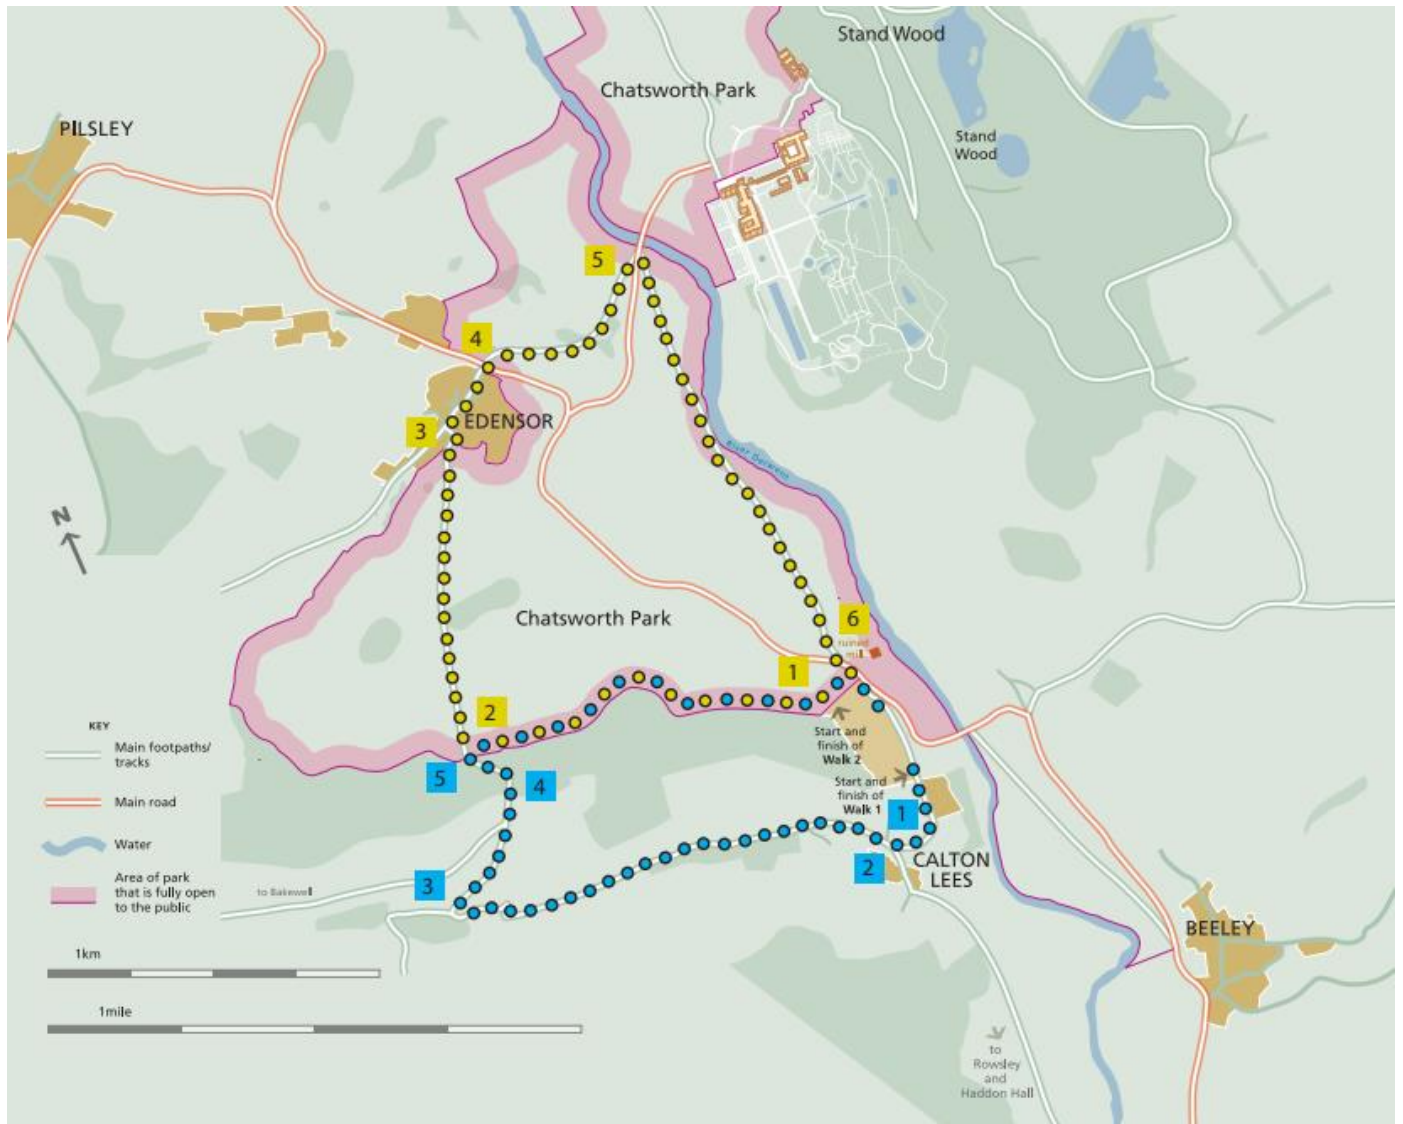 Stand Wood
Chatsworth Park
PILSLEY
Stand
Wood
5
4
EDENSOR
3
River Derwent
N
Chatsworth Park
6
ruined
mill
1
2
Start and
finish of
Walk 2
5
4
Start and
finish of
Walk 1
1
2
CALTON
LEES
3
to Bakewell
BEELEY
KEY
Main footpaths/
tracks
Main road
Water
Area of park
that is fully open
to the public
1km
1mile
to
Rowsley
and
Haddon Hall